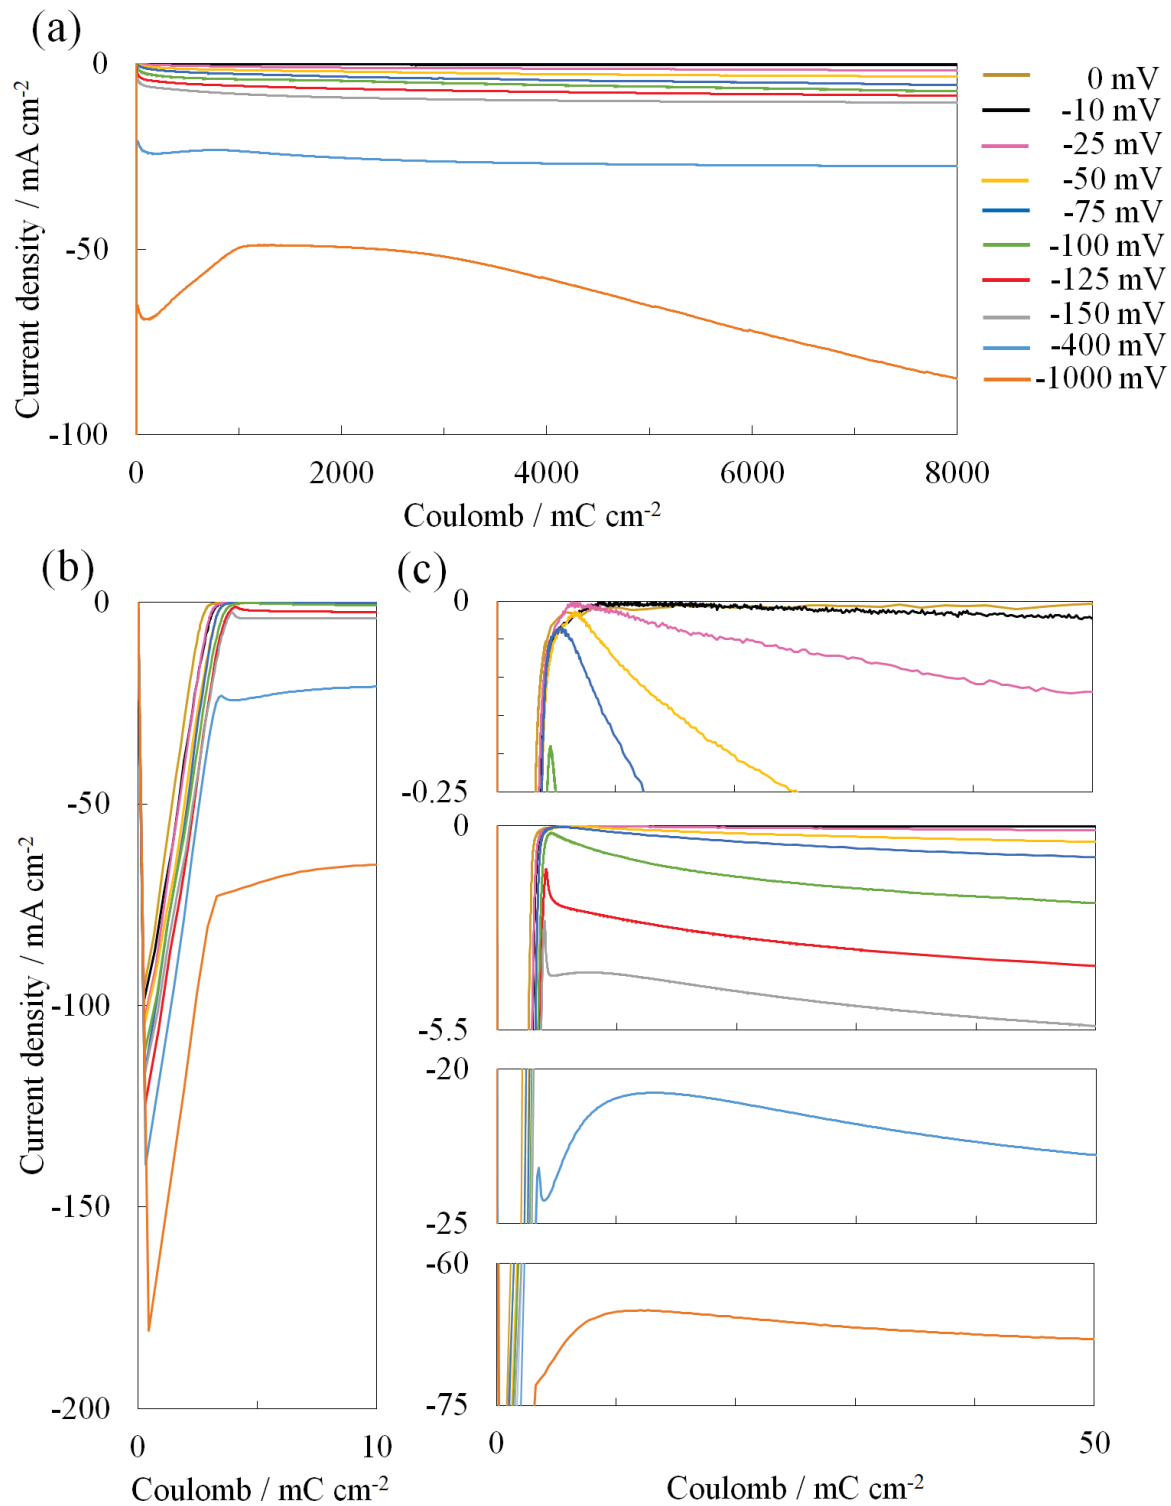 (a)
0
-50
-100
Current density / mA cm-2
0 2000 4000 6000 8000
Coulomb / mC cm-2
0 mV
-10 mV
-25 mV
-50 mV
-75 mV
-100 mV
-125 mV
-150 mV
-400 mV
-1000 mV
(b)
0
-50
-100
-150
-200
Current density / mA cm-2
0 10
Coulomb / mC cm-2
(c)
0
-0.25
0
-5.5
-20
-25
-60
-75
0 50
Coulomb / mC cm-2